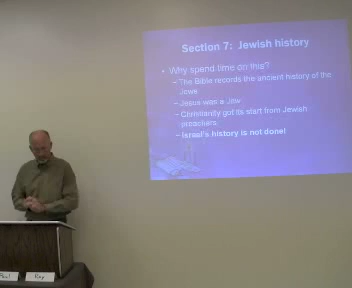 Section 7: Jewish history
• Why spend time on this?
– The Bible records the ancient history of the
Jews
– Jesus was a Jew
– Christianity got its start from Jewish
preachers.
– Israel's history is not done!
Paul
Roy